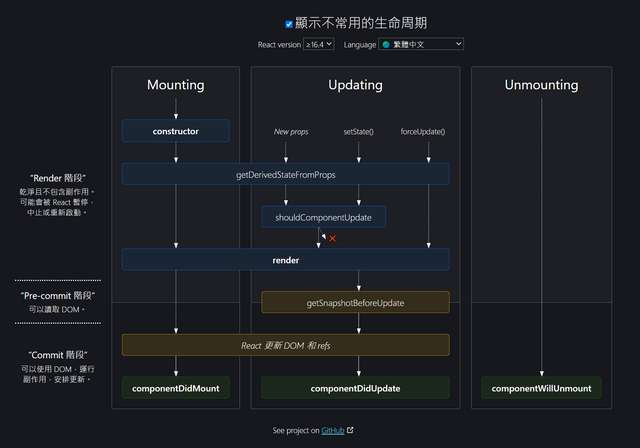 顯示不常用的生命周期
React version ≥16.4 Language 繁體中文
Mounting
Updating
Unmounting
constructor
New props
setState()
forceUpdate()
“Render 階段”
乾淨且不包含副作用。
可能會被 React 暫停，
中止或重新啟動。
getDerivedStateFromProps
shouldComponentUpdate
render
“Pre-commit 階段”
可以讀取 DOM。
getSnapshotBeforeUpdate
React 更新 DOM 和 refs
“Commit 階段”
可以使用 DOM，運行
副作用，安排更新。
componentDidMount
componentDidUpdate
componentWillUnmount
See project on GitHub